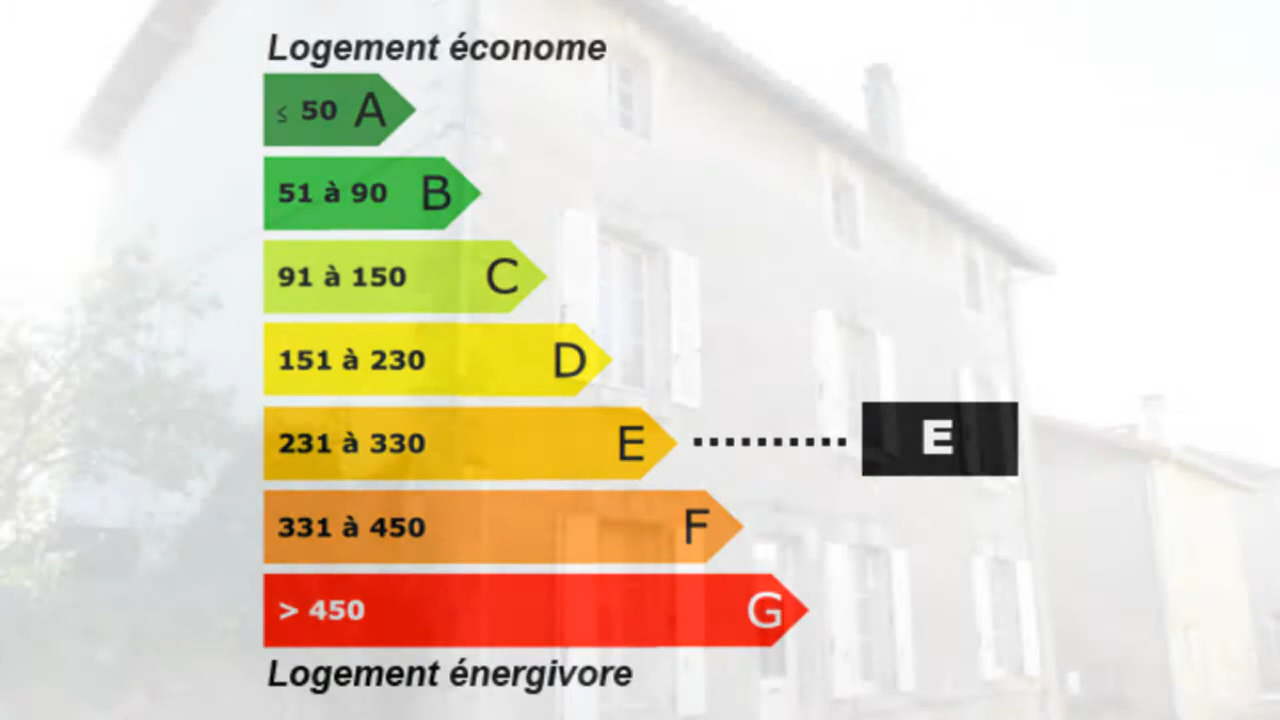 Logement économe
≤ 50 A
51 à 90 B
91 à 150 C
151 à 230 D
231 à 330 E
E
331 à 450 F
> 450 G
Logement énergivore